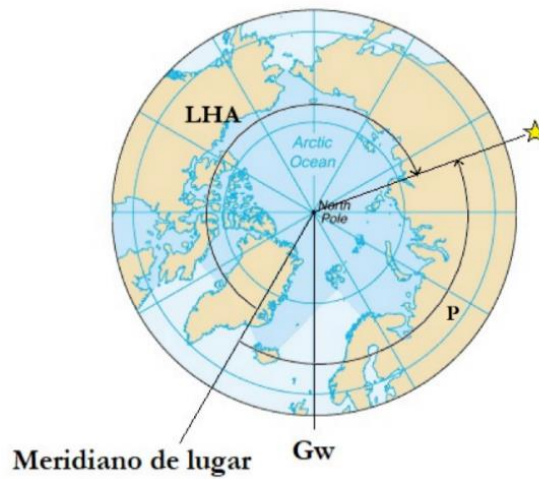 LHA
Arctic
Ocean
North
Pole
P
Gw
Meridiano de lugar